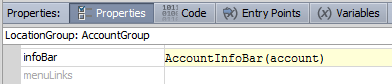 Properties: Properties Code Entry Points Variables
LocationGroup: AccountGroup
infoBar AccountInfoBar(account)
menuLinks